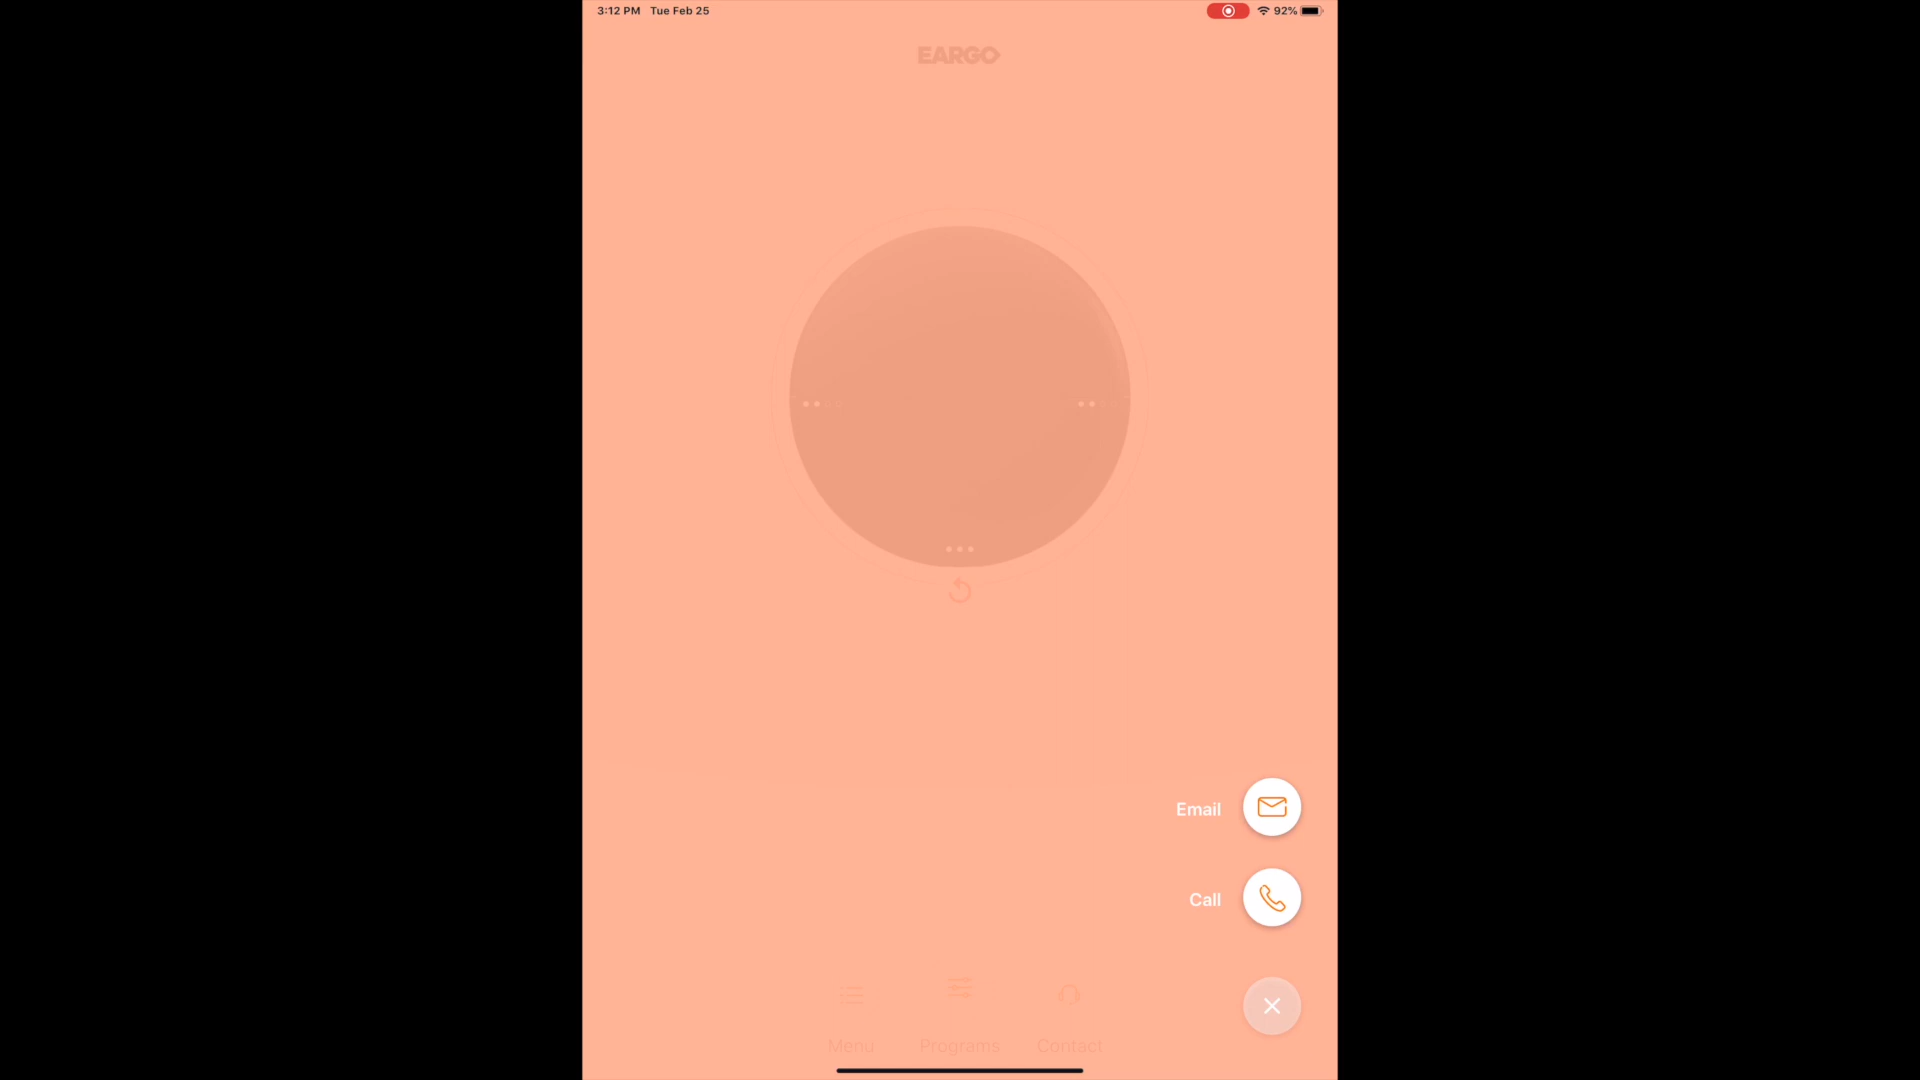 3:12 PM Tue Feb 25
92%
EARGO
Email
Call
Menu
Programs
Contact